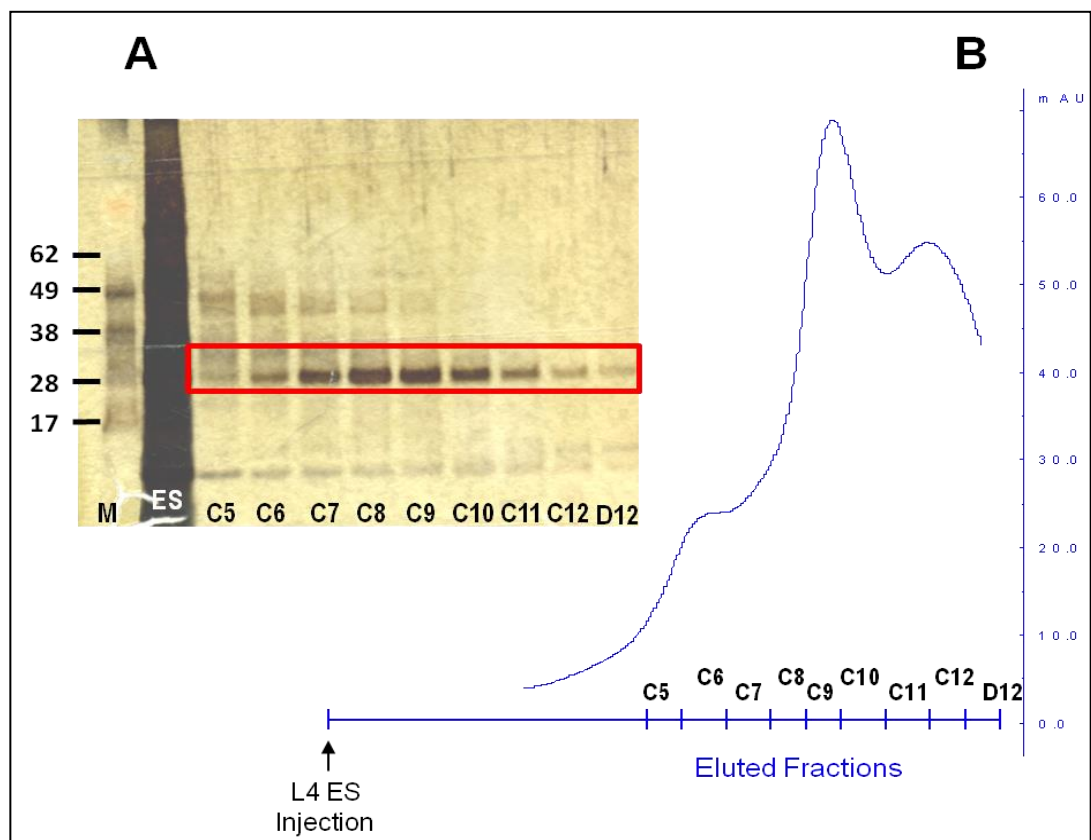 A
B
m A U
62
49
38
28
17
M
ES
C5 C6 C7 C8 C9 C10 C11 C12 D12
60.0
50.0
40.0
30.0
20.0
10.0
0.0
C5 C6 C7 C8 C9 C10 C11 C12 D12
L4 ES
Injection
Eluted Fractions